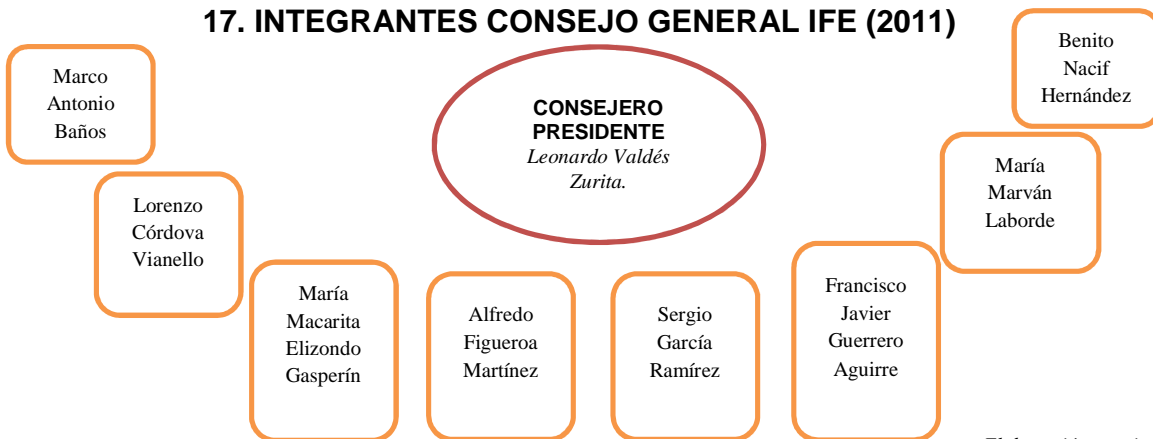 17. INTEGRANTES CONSEJO GENERAL IFE (2011)
Marco
Antonio
Baños
Lorenzo
Córdova
Vianello
María
Macarita
Elizondo
Gasperín
CONSEJERO
PRESIDENTE
Leonardo Valdés
Zurita.
Alfredo
Figueroa
Martínez
Sergio
García
Ramírez
Francisco
Javier
Guerrero
Aguirre
María
Marván
Laborde
Benito
Nacif
Hernández